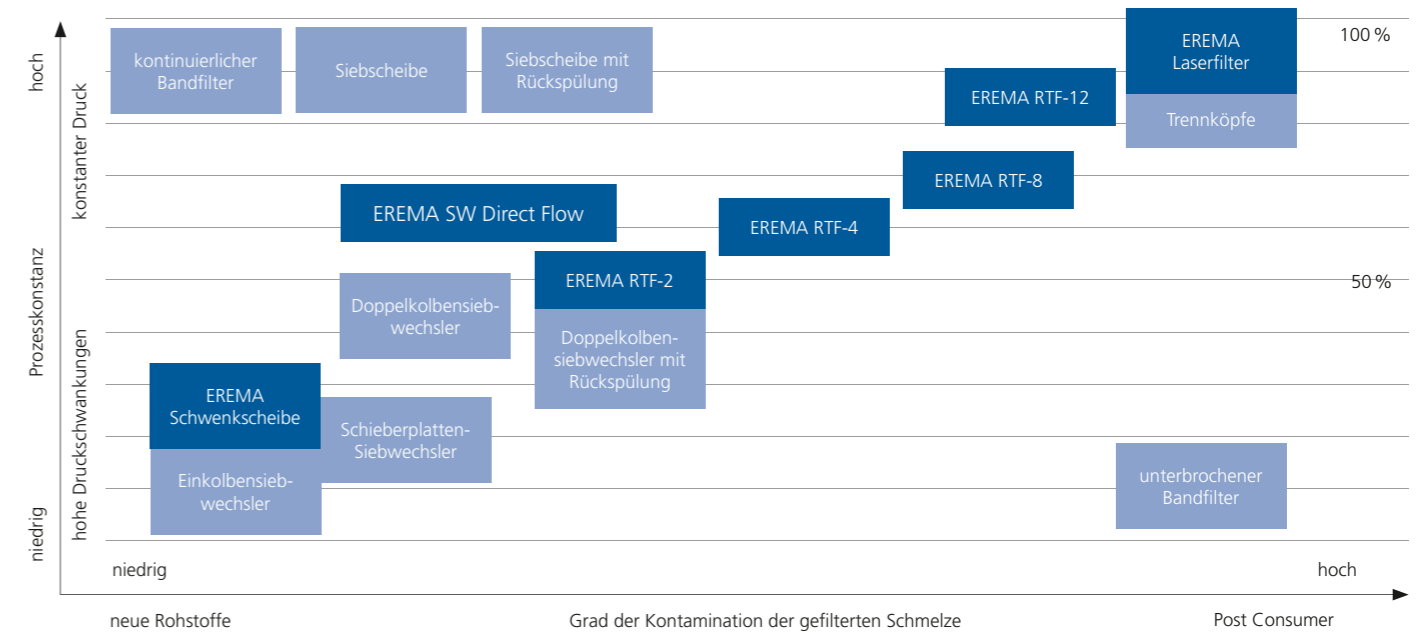 hoch
niedrig
Prozesskonstanz
konstanter Druck
hohe Druckschwankungen
kontinuierlicher
Bandfilter
Siebscheibe
Siebscheibe mit
Rückspülung
EREMA
Laserfilter
100 %
EREMA RTF-12
Trennköpfe
EREMA RTF-8
EREMA SW Direct Flow
EREMA RTF-4
EREMA RTF-2
50 %
Doppelkolbensieb-
wechsler
Doppelkolben-
siebwechsler mit
Rückspülung
EREMA
Schwenkscheibe
Schieberplatten-
Siebwechsler
Einkolbensieb-
wechsler
unterbrochener
Bandfilter
niedrig
hoch
neue Rohstoffe
Grad der Kontamination der gefilterten Schmelze
Post Consumer